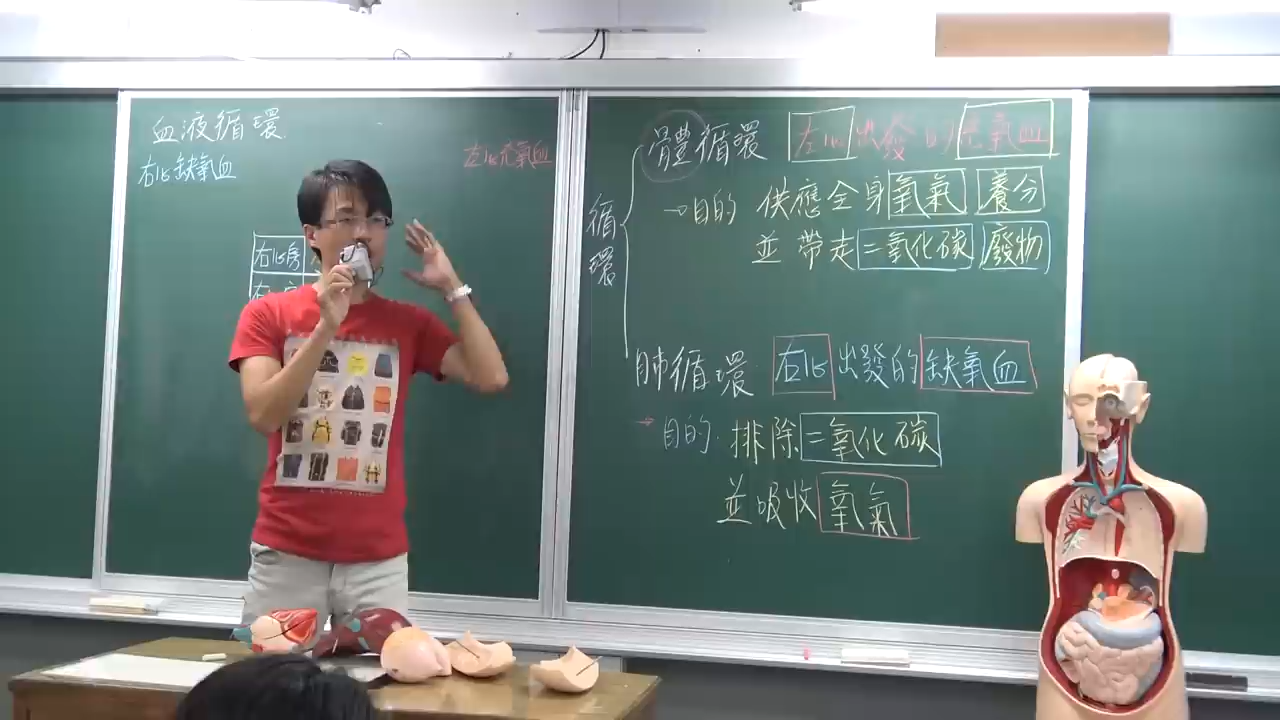 血液循環
右心缺氧血
左心充氧血
右心房
循環
體循環 左心出發的充氧血
→目的 供應全身氧氣 養分
並帶走二氧化碳 廢物
肺循環 右心出發的缺氧血
→目的. 排除二氧化碳
並吸收氧氣